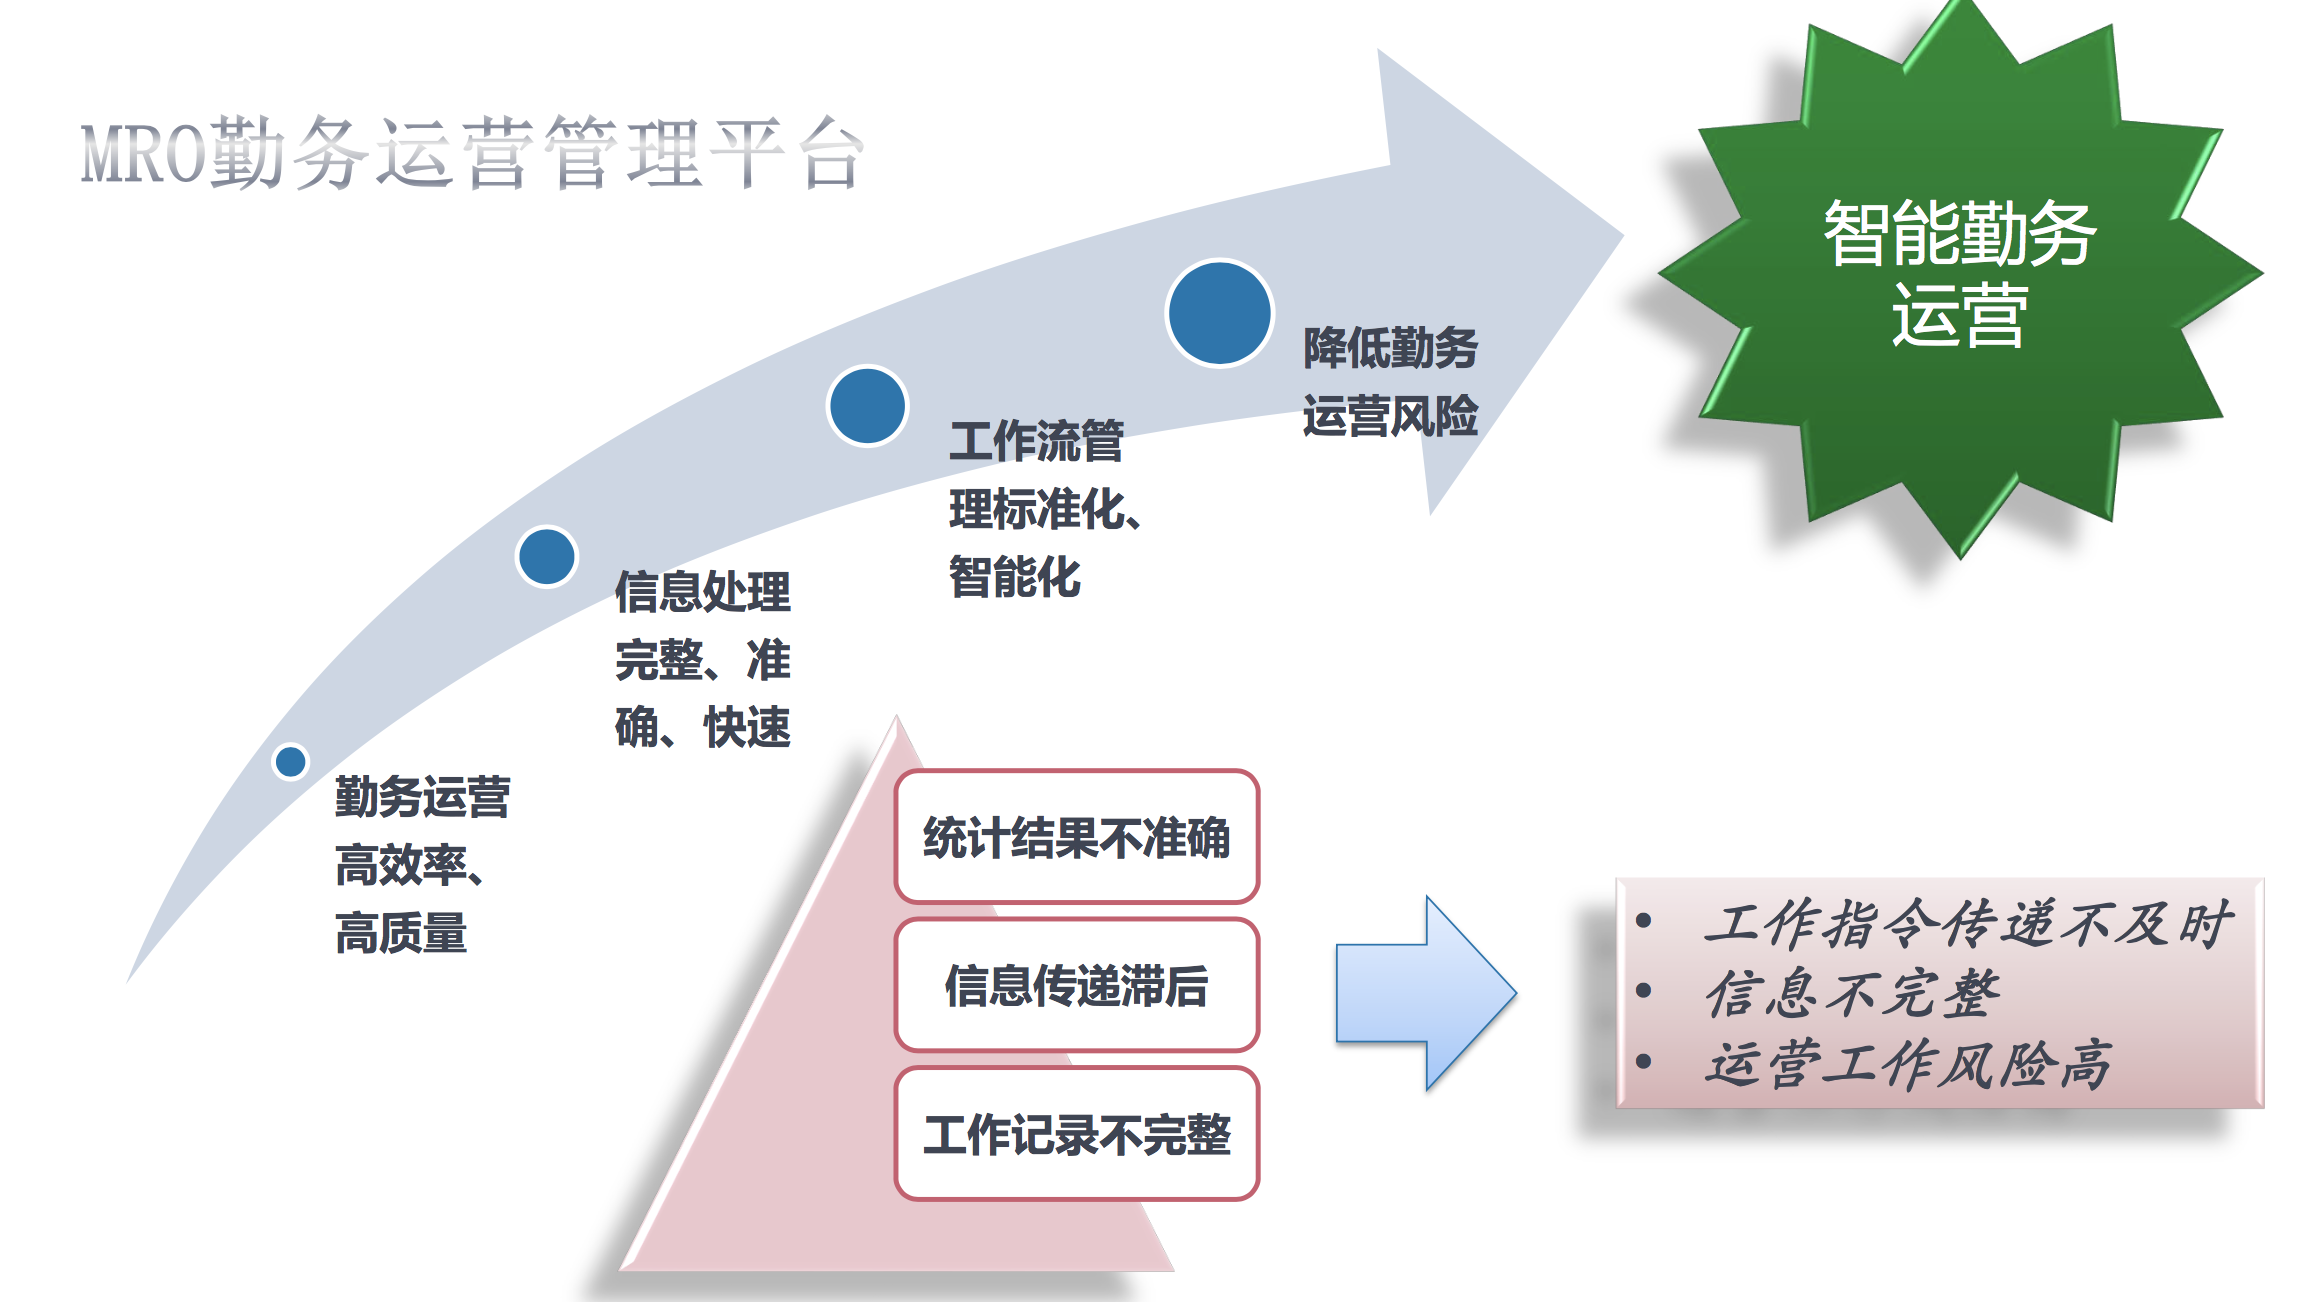 MRO勤务运营管理平台
智能勤务
运营
降低勤务
运营风险
工作流管
理标准化、
智能化
信息处理
完整、准
确、快速
勤务运营
高效率、
高质量
统计结果不准确
信息传递滞后
工作记录不完整
• 工作指令传递不及时
• 信息不完整
• 运营工作风险高